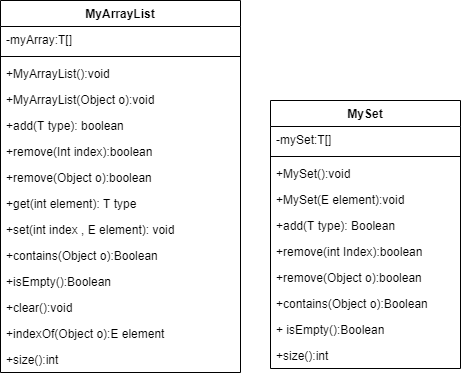 MyArrayList
-myArray:T[]
+MyArrayList():void
+MyArrayList(Object o):void
+add(T type): boolean
+remove(Int index):boolean
+remove(Object o):boolean
+get(int element): T type
+set(int index , E element): void
+contains(Object o):Boolean
+isEmpty():Boolean
+clear():void
+indexOf(Object o):E element
+size():int
MySet
-mySet:T[]
+MySet():void
+MySet(E element):void
+add(T type): Boolean
+remove(int Index):boolean
+remove(Object o):boolean
+contains(Object o):Boolean
+ isEmpty():Boolean
+size():int